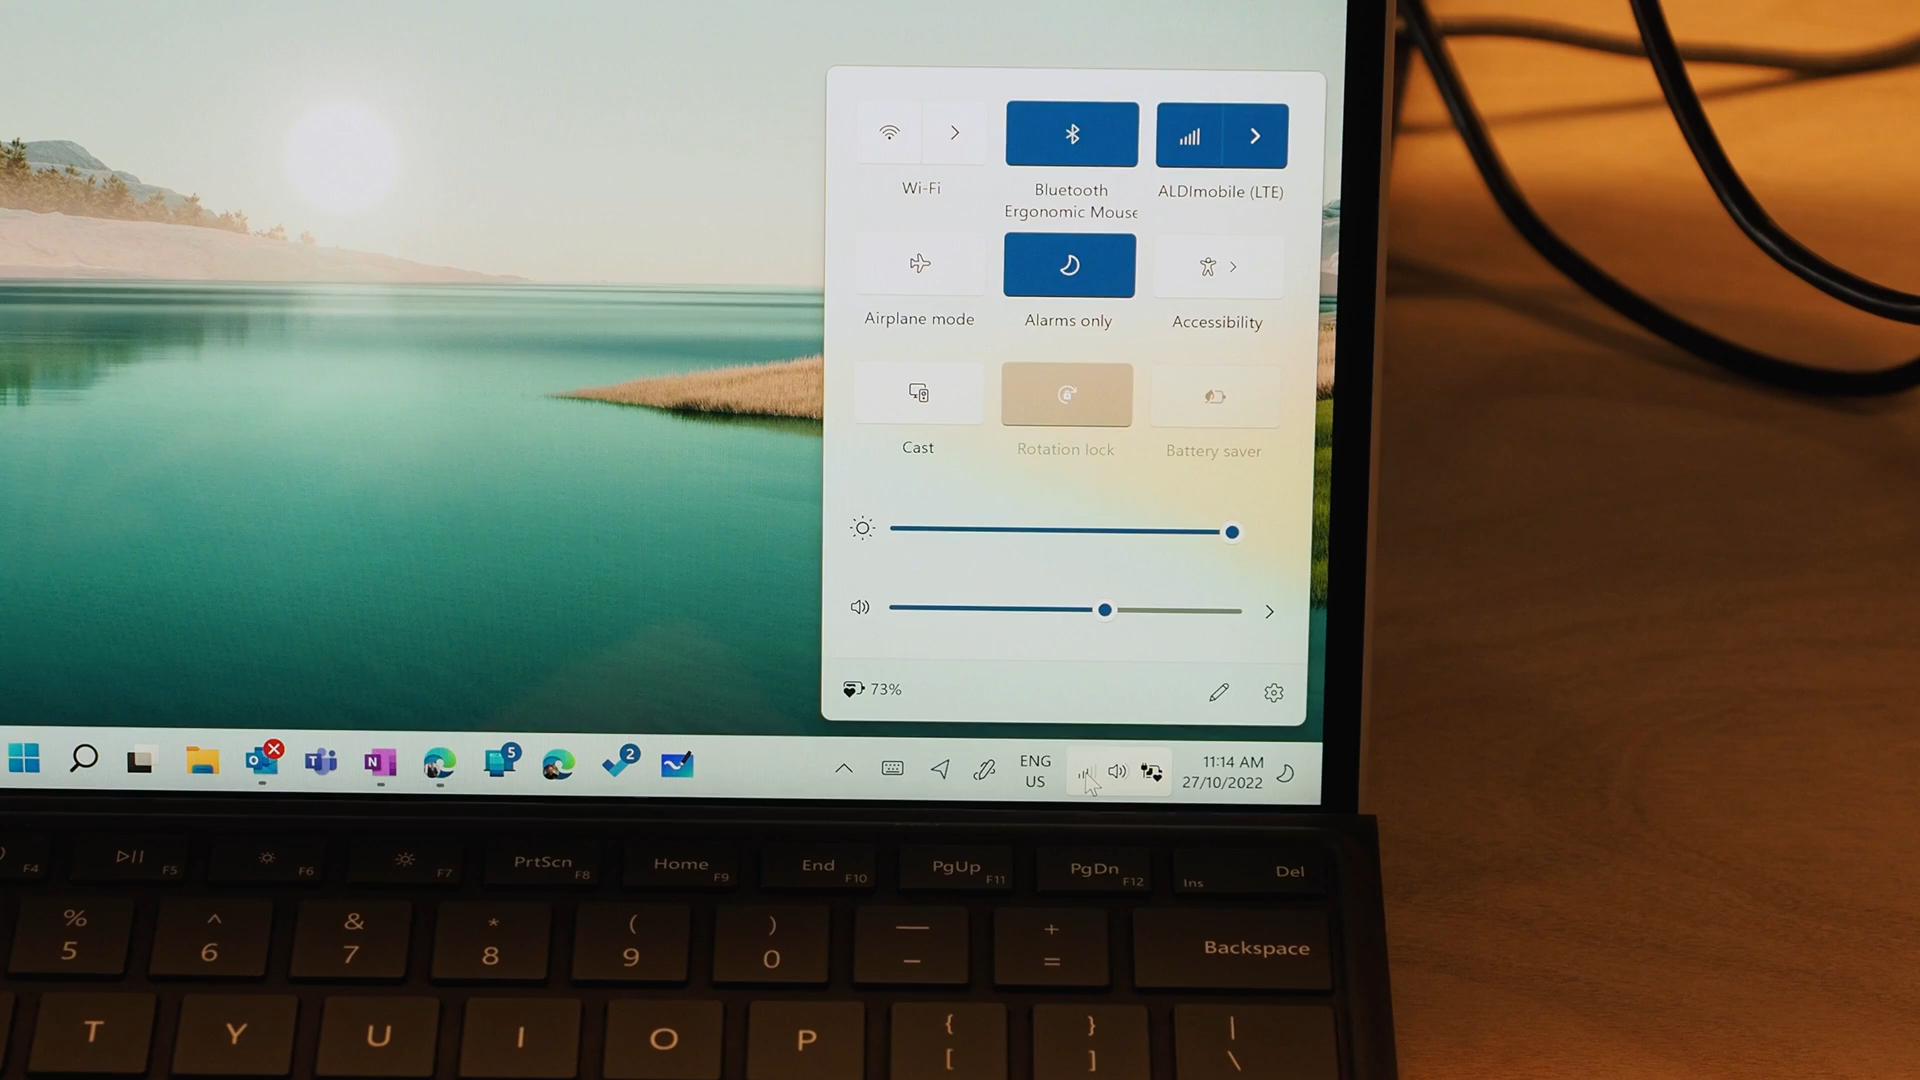 Wi-Fi
Bluetooth
Ergonomic Mouse
ALDImobile (LTE)
Airplane mode
Alarms only
Accessibility
Cast
Rotation lock
Battery saver
73%
5
2
ENG
US
11:14 AM
27/10/2022
F4
F5
F6
F7
PrtScn F8
Home F9
End F10
PgUp F11
PgDn F12
Ins Del
% 5
^ 6
& 7
* 8
( 9
) 0
— –
+ =
Backspace
T
Y
U
I
O
P
{ [
} ]
| \